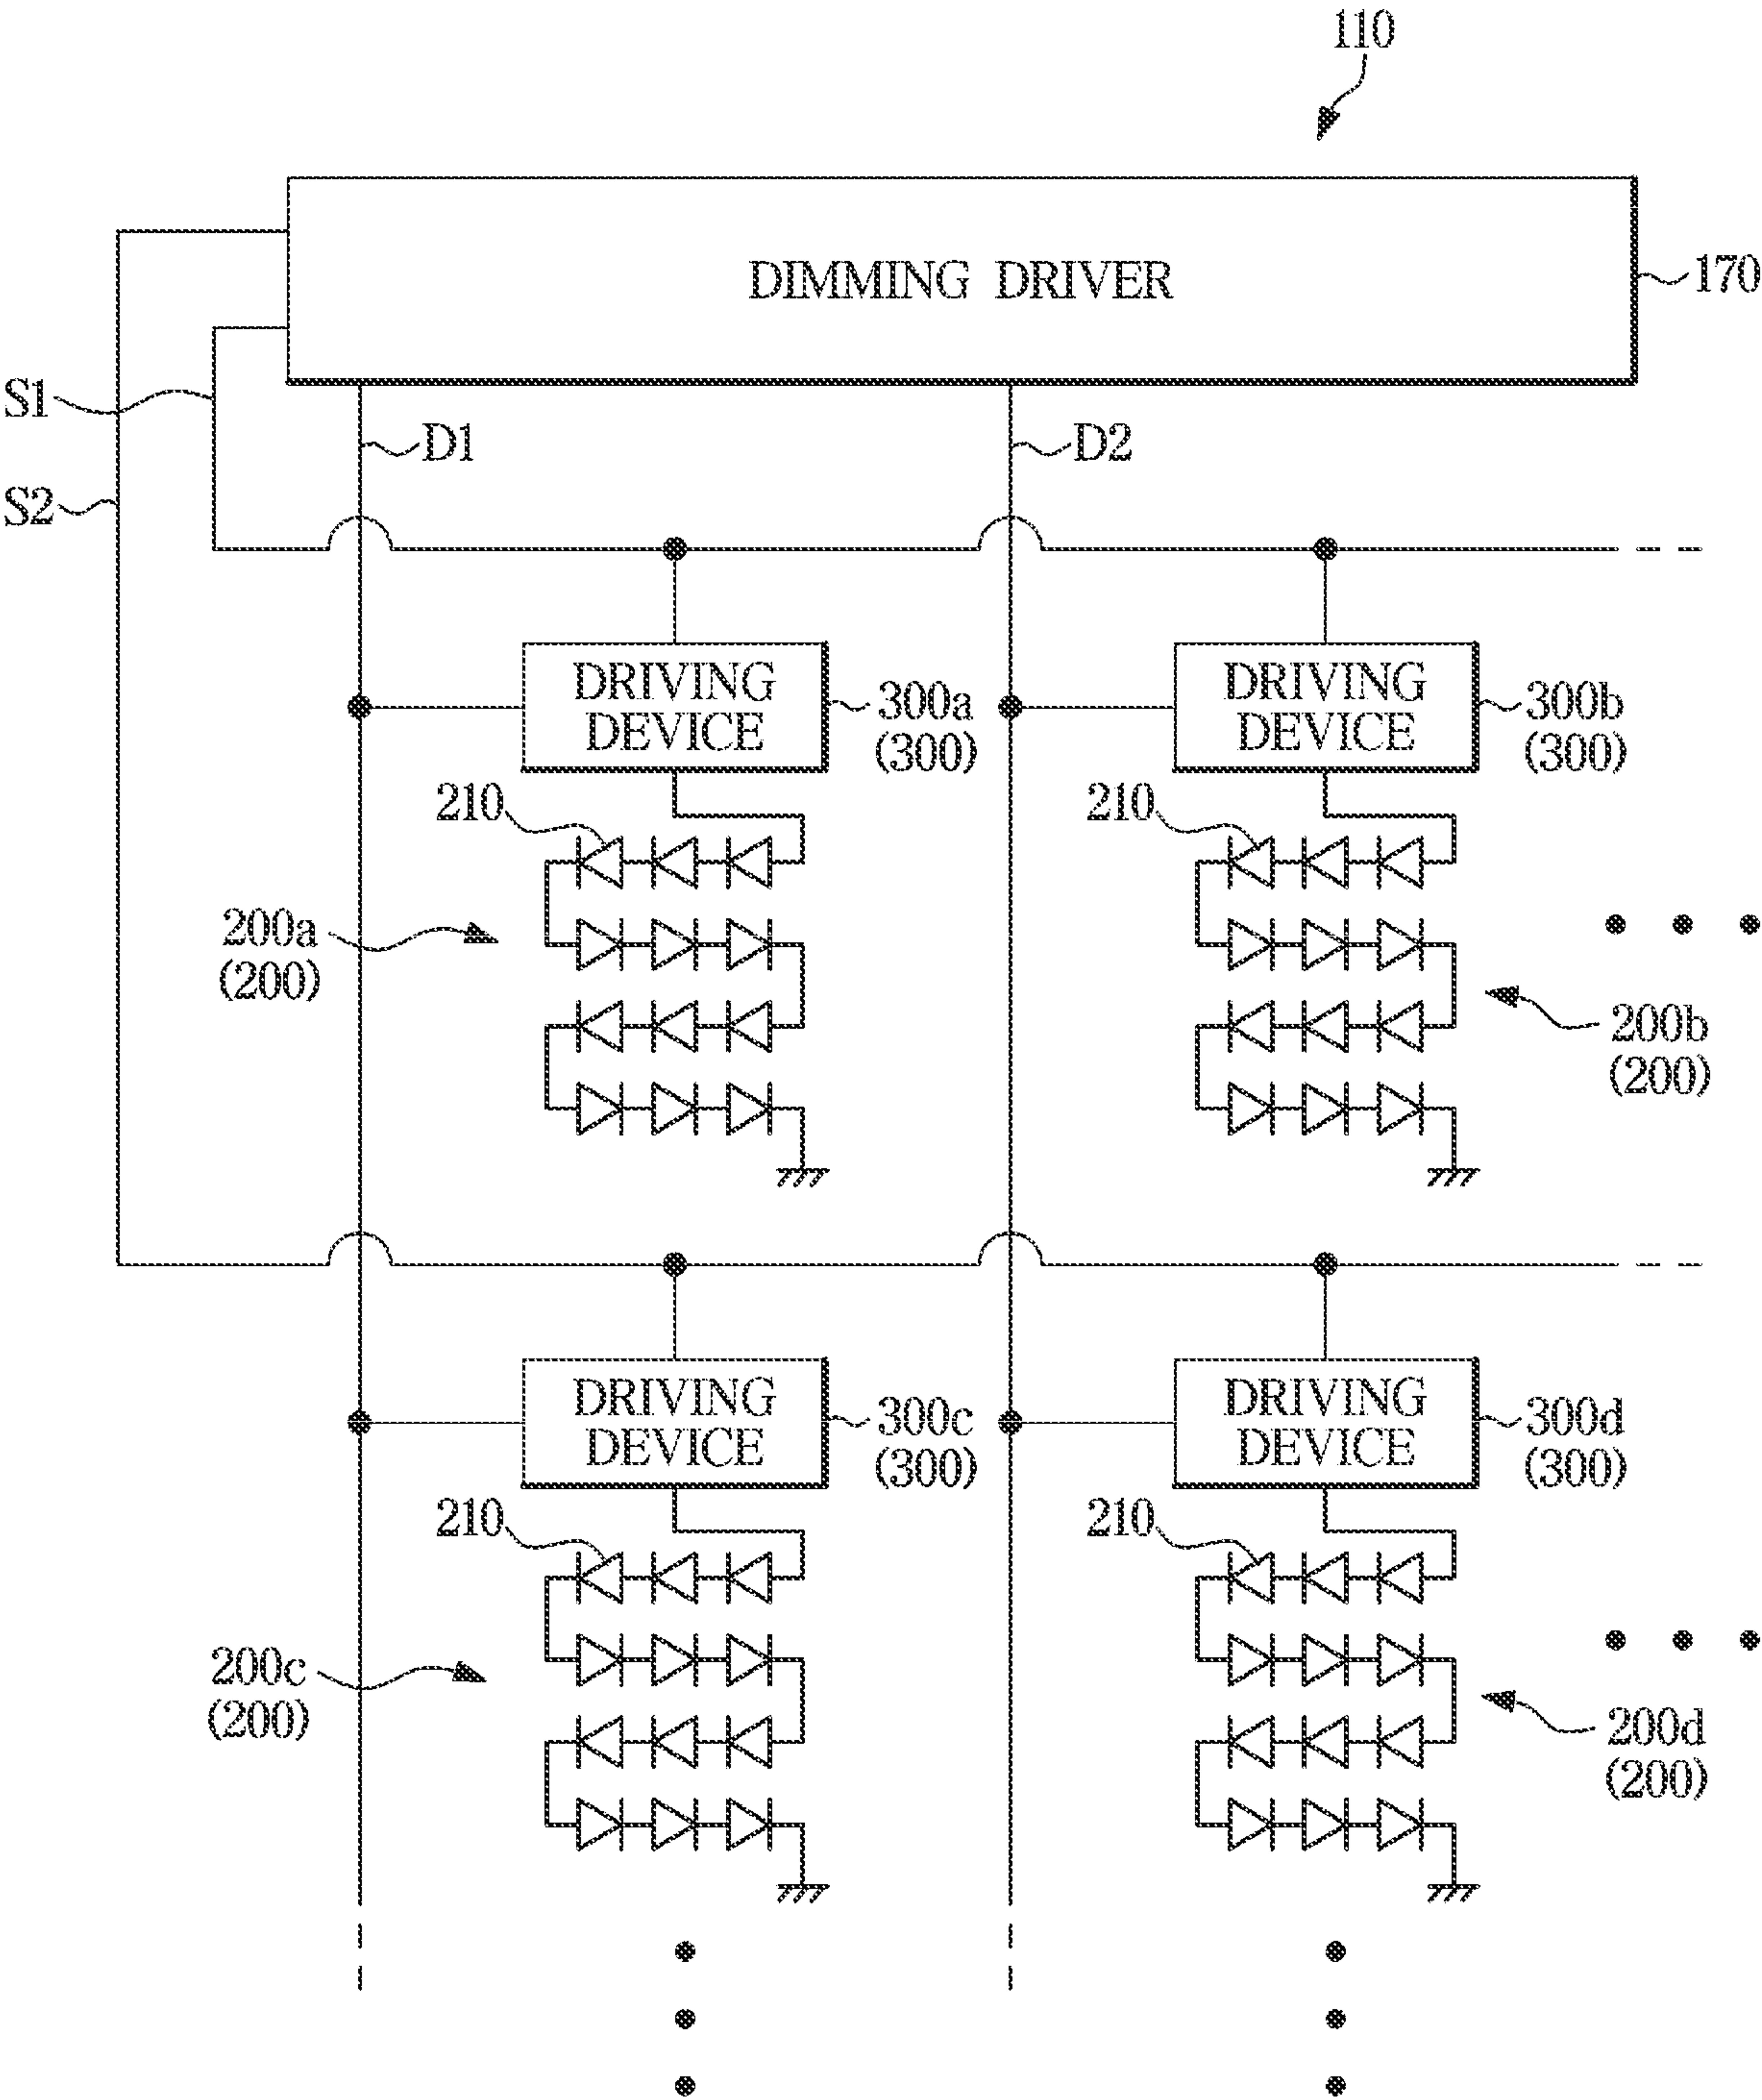 110
DIMMING DRIVER
170
S1
D1
D2
S2
DRIVING
DEVICE
300a
(300)
DRIVING
DEVICE
300b
(300)
210
210
200a
(200)
200b
(200)
DRIVING
DEVICE
300c
(300)
DRIVING
DEVICE
300d
(300)
210
210
200c
(200)
200d
(200)